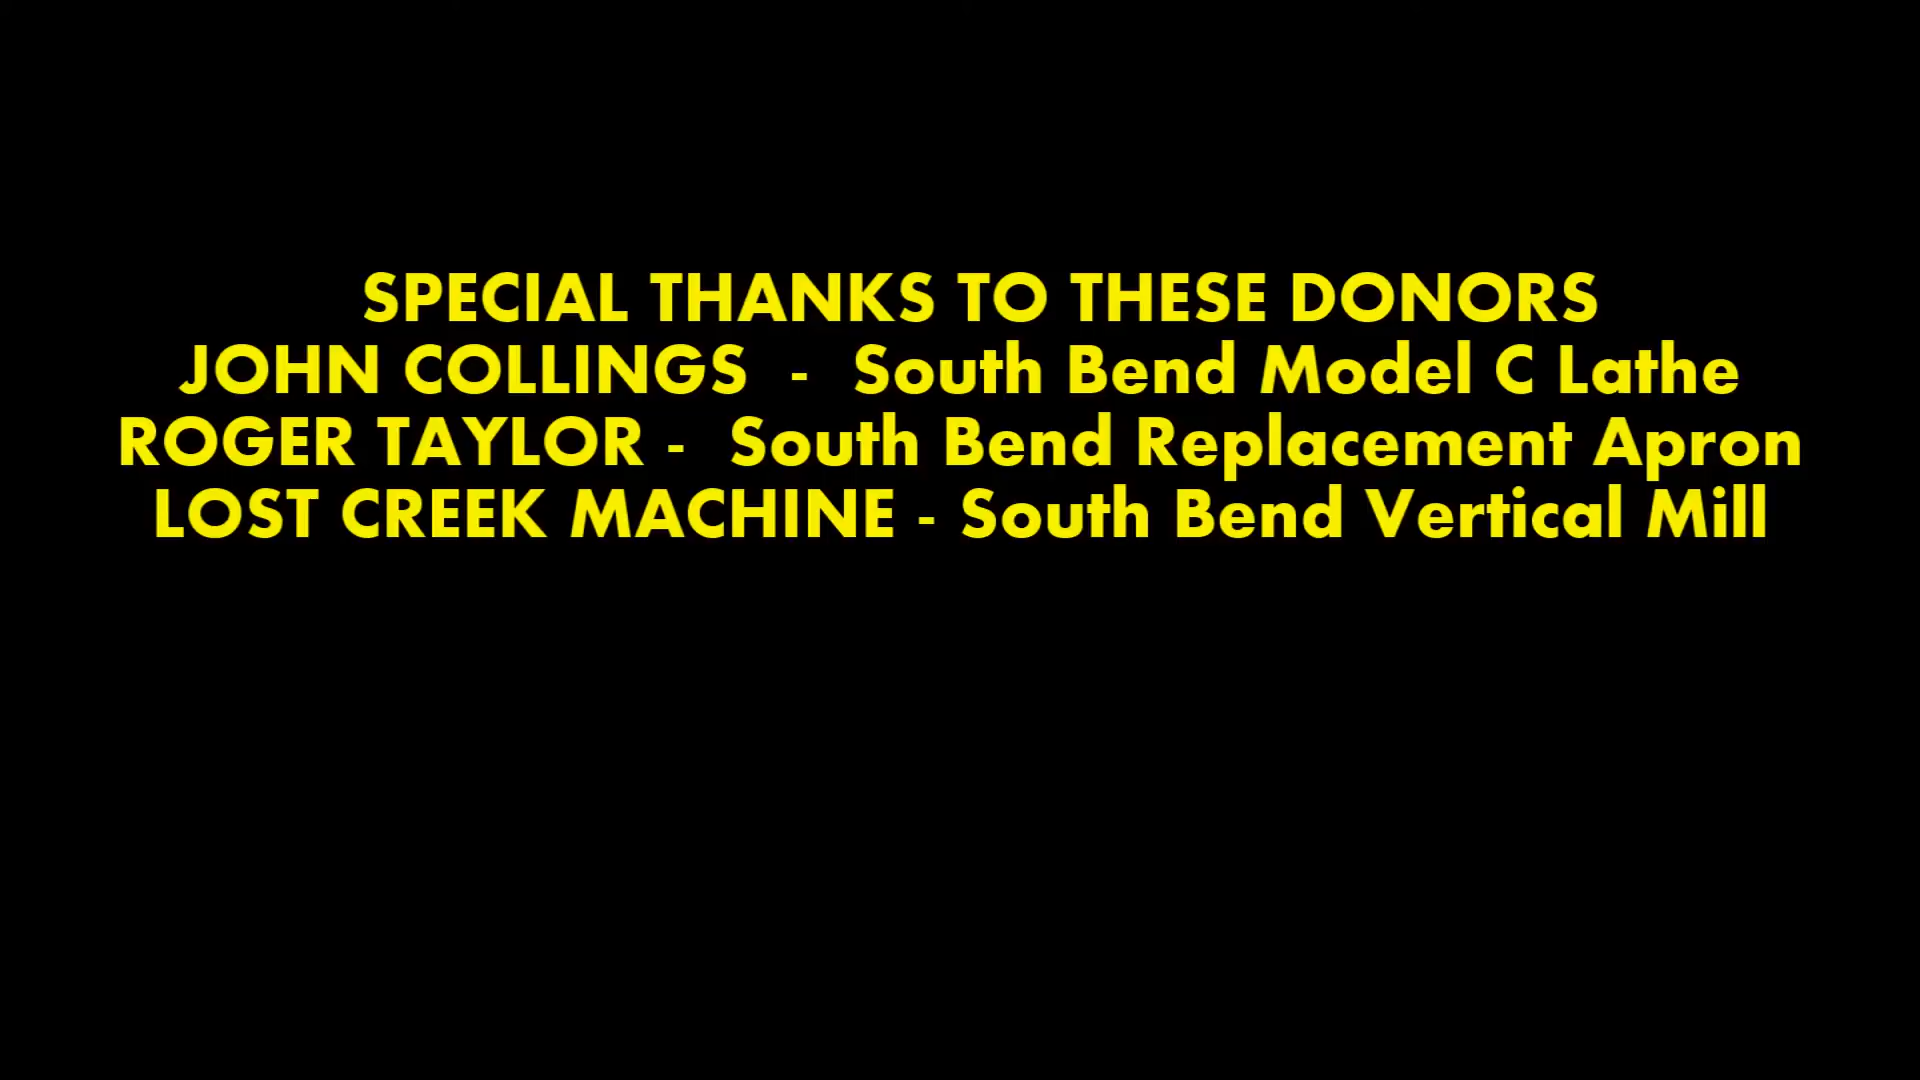 SPECIAL THANKS TO THESE DONORS
JOHN COLLINGS  -  South Bend Model C Lathe
ROGER TAYLOR -  South Bend Replacement Apron
LOST CREEK MACHINE - South Bend Vertical Mill